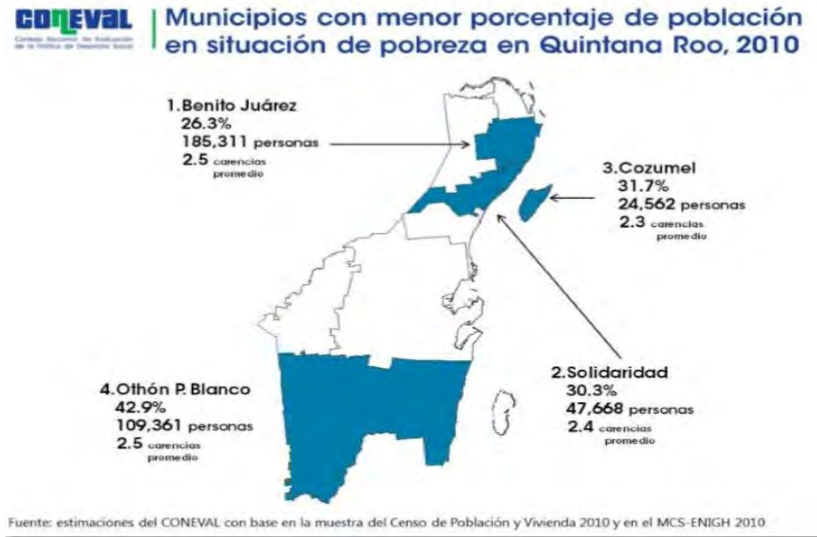 CONEVAL
Consejo Nacional de Evaluación
de la Política de Desarrollo Social
Municipios con menor porcentaje de población
en situación de pobreza en Quintana Roo, 2010
1.Benito Juárez
26.3%
185,311 personas
2.5 carencias
promedio
3.Cozumel
31.7%
24,562 personas
2.3 carencias
promedio
2.Solidaridad
30.3%
47,668 personas
2.4 carencias
promedio
4.Othón P. Blanco
42.9%
109,361 personas
2.5 carencias
promedio
Fuente: estimaciones del CONEVAL con base en la muestra del Censo de Población y Vivienda 2010 y en el MCS-ENIGH 2010